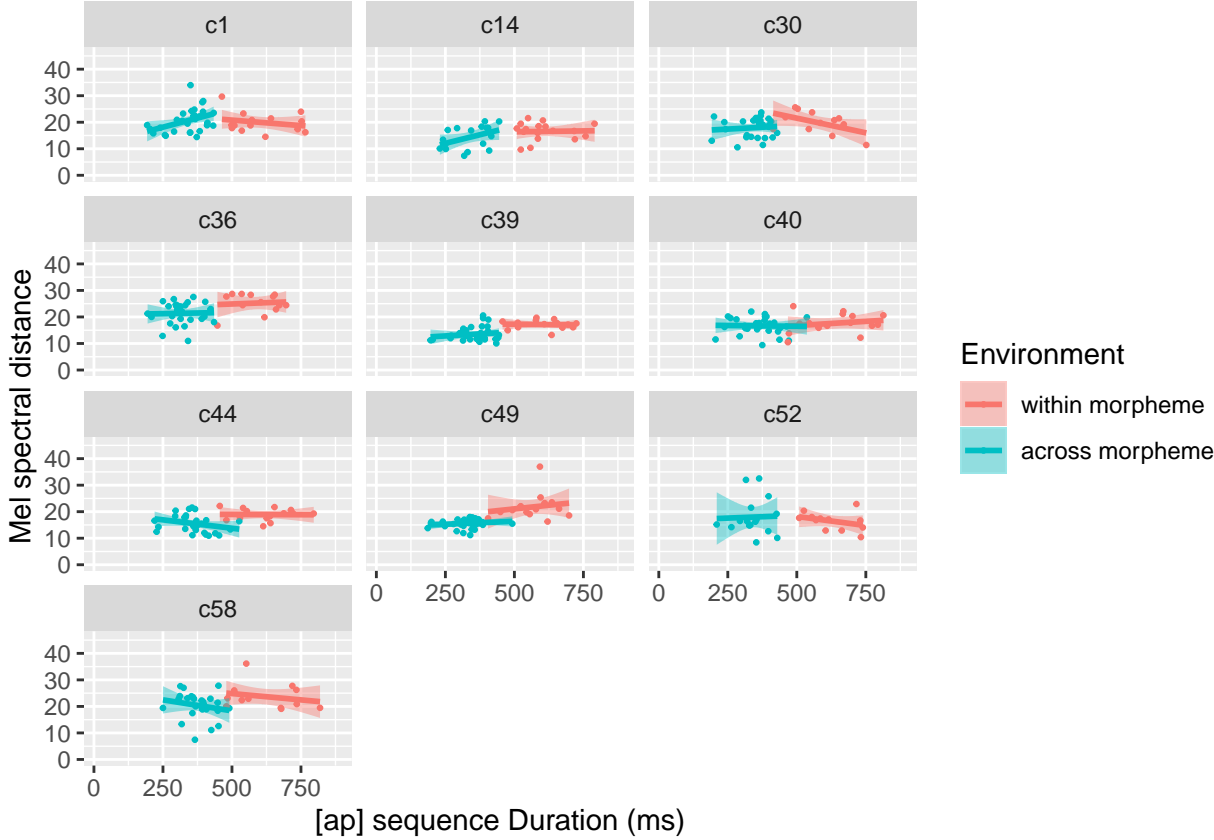 c1 c14 c30
40
30
20
10
0
c36 c39 c40
40
30
20
10
0
c44 c49 c52
40
30
20
10
0
0 250 500 750 0 250 500 750
c58
40
30
20
10
0
0 250 500 750
[ap] sequence Duration (ms)
Mel spectral distance
Environment
within morpheme
across morpheme